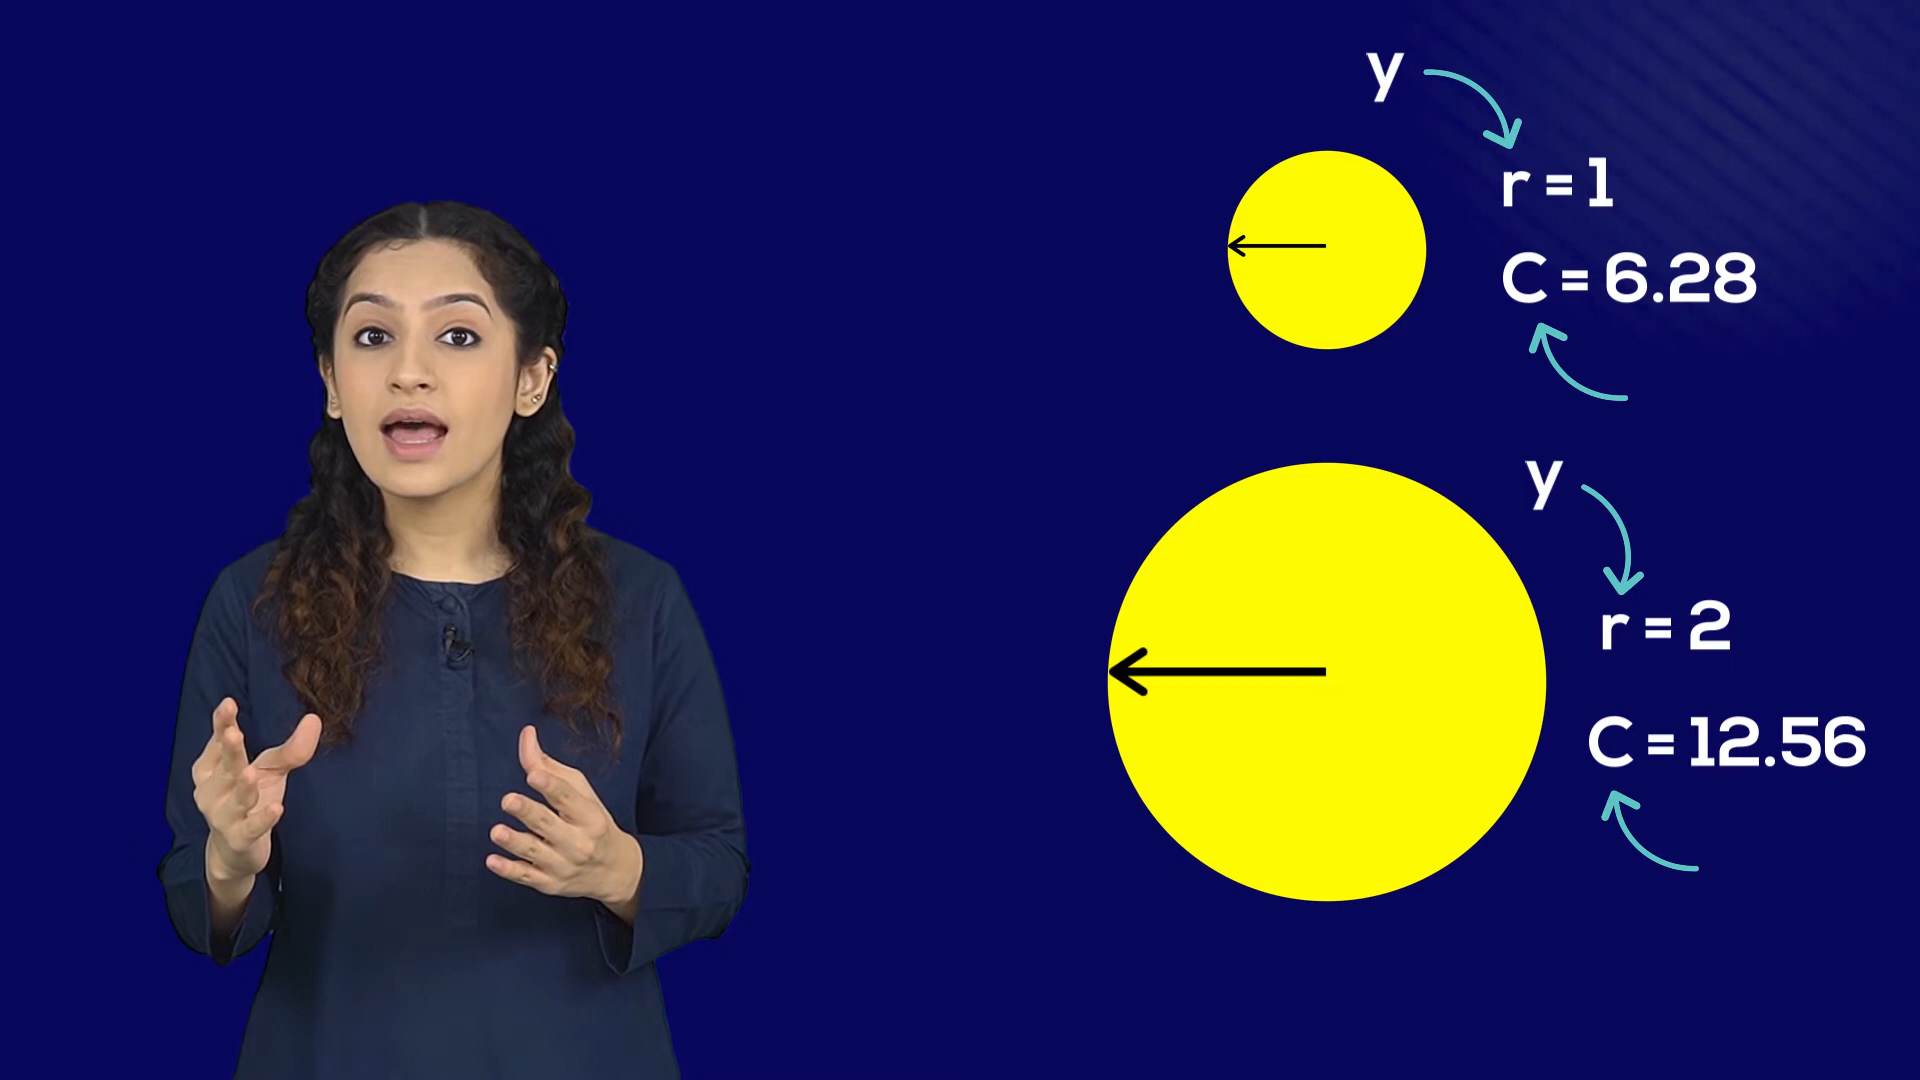 y
r = 1
C = 6.28
y
r = 2
C = 12.56